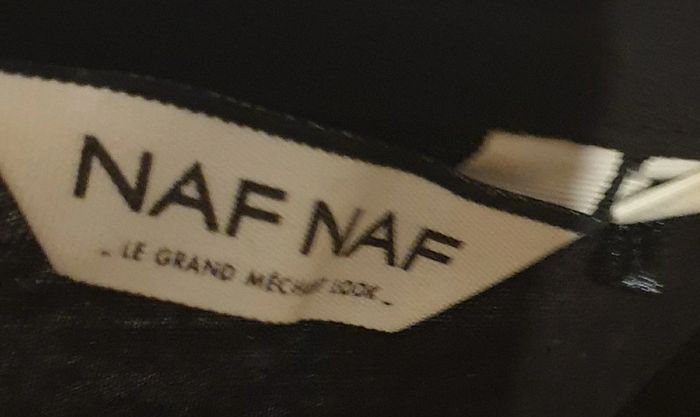 NAF NAF
- LE GRAND MÉCHANT LOOK -